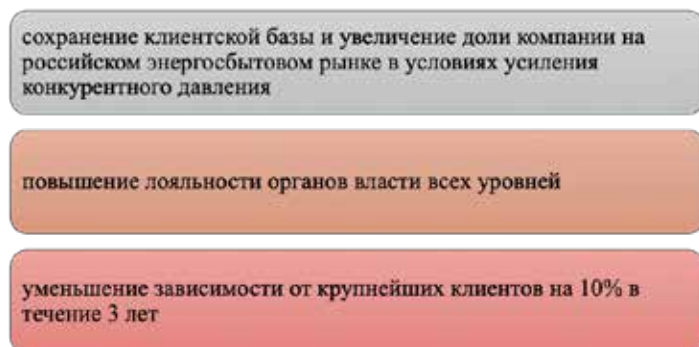 сохранение клиентской базы и увеличение доли компании на
российском энергосбытовом рынке в условиях усиления
конкурентного давления
повышение лояльности органов власти всех уровней
уменьшение зависимости от крупнейших клиентов на 10% в
течение 3 лет